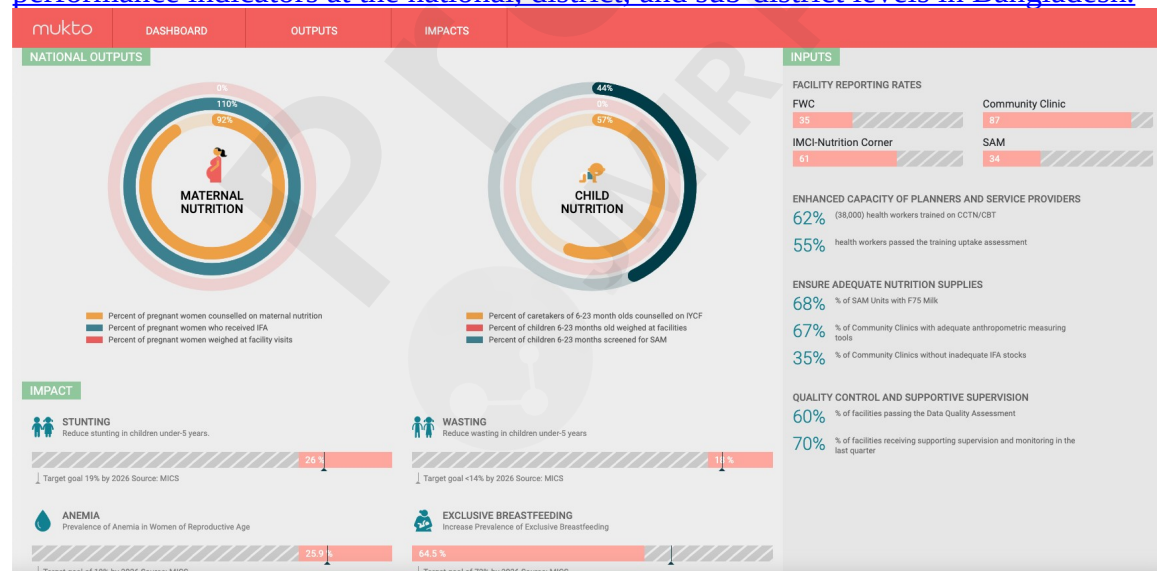 performance indicators at the national, district, and sub-district levels in Bangladesh.
mukto DASHBOARD OUTPUTS IMPACTS
NATIONAL OUTPUTS
0%
110%
92%
MATERNAL
NUTRITION
Percent of pregnant women counselled on maternal nutrition
Percent of pregnant women who received IFA
Percent of pregnant women weighed at facility visits
44%
0%
57%
CHILD
NUTRITION
Percent of caretakers of 6-23 month olds counselled on IYCF
Percent of children 6-23 months old weighed at facilities
Percent of children 6-23 months screened for SAM
IMPACT
STUNTING
Reduce stunting in children under-5 years.
26 %
Target goal 19% by 2026 Source: MICS
WASTING
Reduce wasting in children under-5 years
%
Target goal <14% by 2026 Source: MICS
ANEMIA
Prevalence of Anemia in Women of Reproductive Age
25.9 %
EXCLUSIVE BREASTFEEDING
Increase Prevalence of Exclusive Breastfeeding
64.5 %
INPUTS
FACILITY REPORTING RATES
FWC Community Clinic
35 87
IMCI-Nutrition Corner SAM
61 34
ENHANCED CAPACITY OF PLANNERS AND SERVICE PROVIDERS
62% (38,000) health workers trained on CCTN/CBT
55% health workers passed the training uptake assessment
ENSURE ADEQUATE NUTRITION SUPPLIES
68% % of SAM Units with F75 Milk
67% % of Community Clinics with adequate anthropometric measuring
tools
35% % of Community Clinics without inadequate IFA stocks
QUALITY CONTROL AND SUPPORTIVE SUPERVISION
60% % of facilities passing the Data Quality Assessment
70% % of facilities receiving supporting supervision and monitoring in the
last quarter